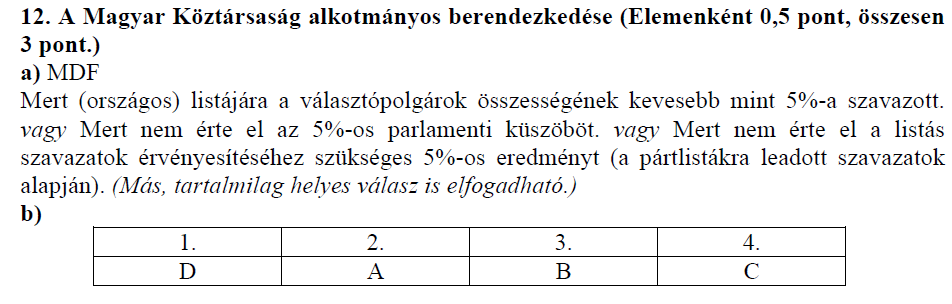 12. A Magyar Köztársaság alkotmányos berendezkedése (Elemenként 0,5 pont, összesen
3 pont.)
a) MDF
Mert (országos) listájára a választópolgárok összességének kevesebb mint 5%-a szavazott.
vagy Mert nem érte el az 5%-os parlamenti küszöböt. vagy Mert nem érte el a listás
szavazatok érvényesítéséhez szükséges 5%-os eredményt (a pártlistákra leadott szavazatok
alapján). (Más, tartalmilag helyes válasz is elfogadható.)
b)
1. 2. 3. 4.
D A B C